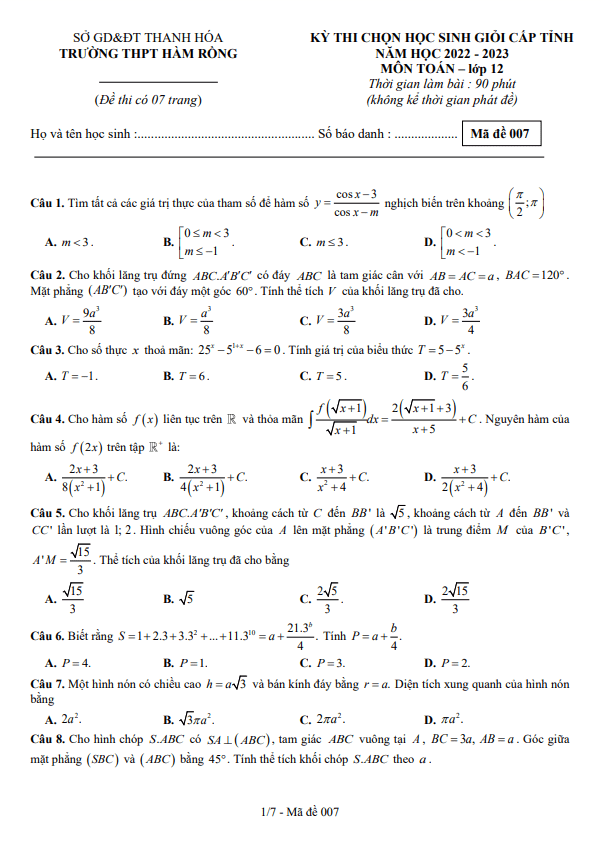 SỞ GD&ĐT THANH HÓA
TRƯỜNG THPT HÀM RỒNG
(Đề thi có 07 trang)
KỲ THI CHỌN HỌC SINH GIỎI CẤP TỈNH
NĂM HỌC 2022 - 2023
MÔN TOÁN – lớp 12
Thời gian làm bài : 90 phút
(không kể thời gian phát đề)
Họ và tên học sinh :..................................................... Số báo danh : ................... Mã đề 007
Câu 1. Tìm tất cả các giá trị thực của tham số để hàm số $y=\frac{\cos x-3}{\cos x-m}$ nghịch biến trên khoảng $\left(\frac{\pi}{2};\pi\right)$
A. $m<3$. B. $\left[\begin{array}{l}0\le m<3\\ m\le -1\end{array}\right.$. C. $m\le 3$. D. $\left[\begin{array}{l}0<m<3\\ m<-1\end{array}\right.$.
Câu 2. Cho khối lăng trụ đứng $ABC.A'B'C'$ có đáy $ABC$ là tam giác cân với $AB=AC=a$, $BAC=120°$.
Mặt phẳng $(AB'C')$ tạo với đáy một góc $60°$. Tính thể tích $V$ của khối lăng trụ đã cho.
A. $V=\frac{9a^3}{8}$ B. $V=\frac{a^3}{8}$ C. $V=\frac{3a^3}{8}$ D. $V=\frac{3a^3}{4}$
Câu 3. Cho số thực $x$ thoả mãn: $25^x-5^{1+x}-6=0$. Tính giá trị của biểu thức $T=5-5^x$.
A. $T=-1$. B. $T=6$. C. $T=5$. D. $T=\frac{5}{6}$.
Câu 4. Cho hàm số $f(x)$ liên tục trên $\mathbb{R}$ và thỏa mãn $\int\frac{f(\sqrt{x+1})}{\sqrt{x+1}}dx=\frac{2(\sqrt{x+1}+3)}{x+5}+C$. Nguyên hàm của
hàm số $f(2x)$ trên tập $\mathbb{R}^+$ là:
A. $\frac{2x+3}{8(x^2+1)}+C.$ B. $\frac{2x+3}{4(x^2+1)}+C.$ C. $\frac{x+3}{x^2+4}+C.$ D. $\frac{x+3}{2(x^2+4)}+C.$
Câu 5. Cho khối lăng trụ $ABC.A'B'C'$, khoảng cách từ $C$ đến $BB'$ là $\sqrt{5}$, khoảng cách từ $A$ đến $BB'$ và
$CC'$ lần lượt là 1; 2. Hình chiếu vuông góc của $A$ lên mặt phẳng $(A'B'C')$ là trung điểm $M$ của $B'C'$,
$A'M=\frac{\sqrt{15}}{3}$. Thể tích của khối lăng trụ đã cho bằng
A. $\frac{\sqrt{15}}{3}$ B. $\sqrt{5}$ C. $\frac{2\sqrt{5}}{3}$. D. $\frac{2\sqrt{15}}{3}$
Câu 6. Biết rằng $S=1+2.3+3.3^2+...+11.3^{10}=a+\frac{21.3^b}{4}$. Tính $P=a+\frac{b}{4}$.
A. $P=4.$ B. $P=1.$ C. $P=3.$ D. $P=2.$
Câu 7. Một hình nón có chiều cao $h=a\sqrt{3}$ và bán kính đáy bằng $r=a$. Diện tích xung quanh của hình nón
bằng
A. $2a^2.$ B. $\sqrt{3}\pi a^2.$ C. $2\pi a^2.$ D. $\pi a^2.$
Câu 8. Cho hình chóp $S.ABC$ có $SA\perp(ABC)$, tam giác $ABC$ vuông tại $A$, $BC=3a$, $AB=a$. Góc giữa
mặt phẳng $(SBC)$ và $(ABC)$ bằng $45°$. Tính thể tích khối chóp $S.ABC$ theo $a$.
1/7 - Mã đề 007